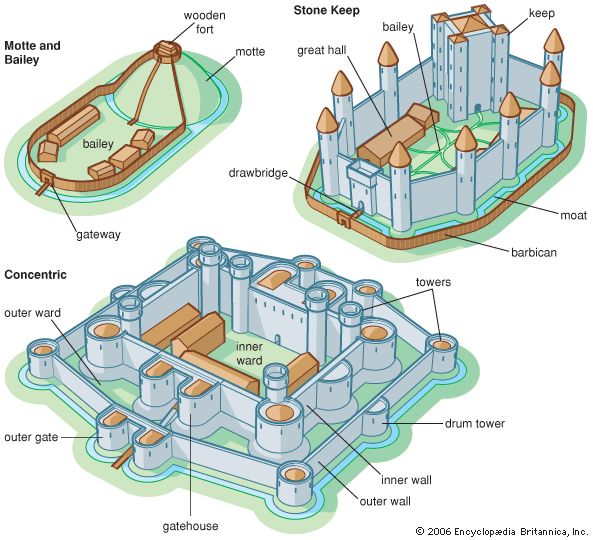 Motte and
Bailey
wooden
fort
motte
bailey
gateway
Stone Keep
bailey
keep
great hall
drawbridge
moat
barbican
Concentric
towers
outer ward
inner
ward
drum tower
outer gate
inner wall
outer wall
gatehouse
© 2006 Encyclopædia Britannica, Inc.